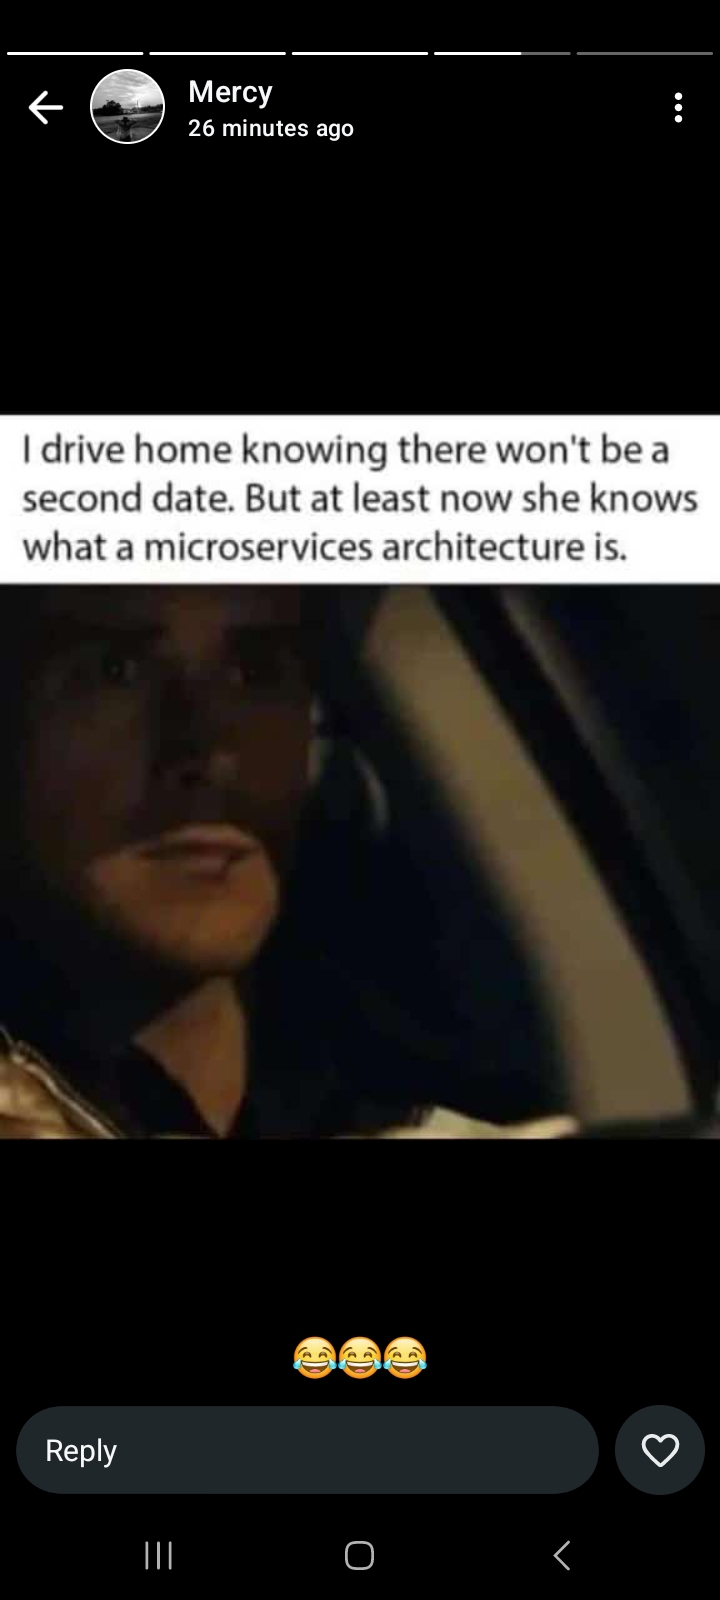 Mercy
26 minutes ago
I drive home knowing there won't be a
second date. But at least now she knows
what a microservices architecture is.
😂😂😂
Reply